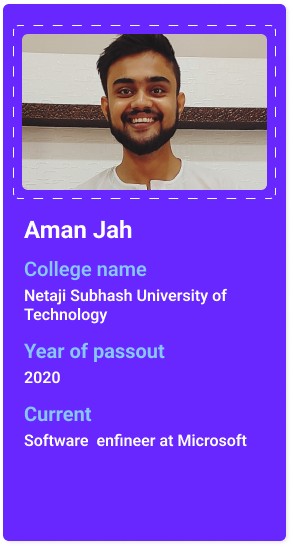 Aman Jah
College name
Netaji Subhash University of
Technology
Year of passout
2020
Current
Software  enfineer at Microsoft